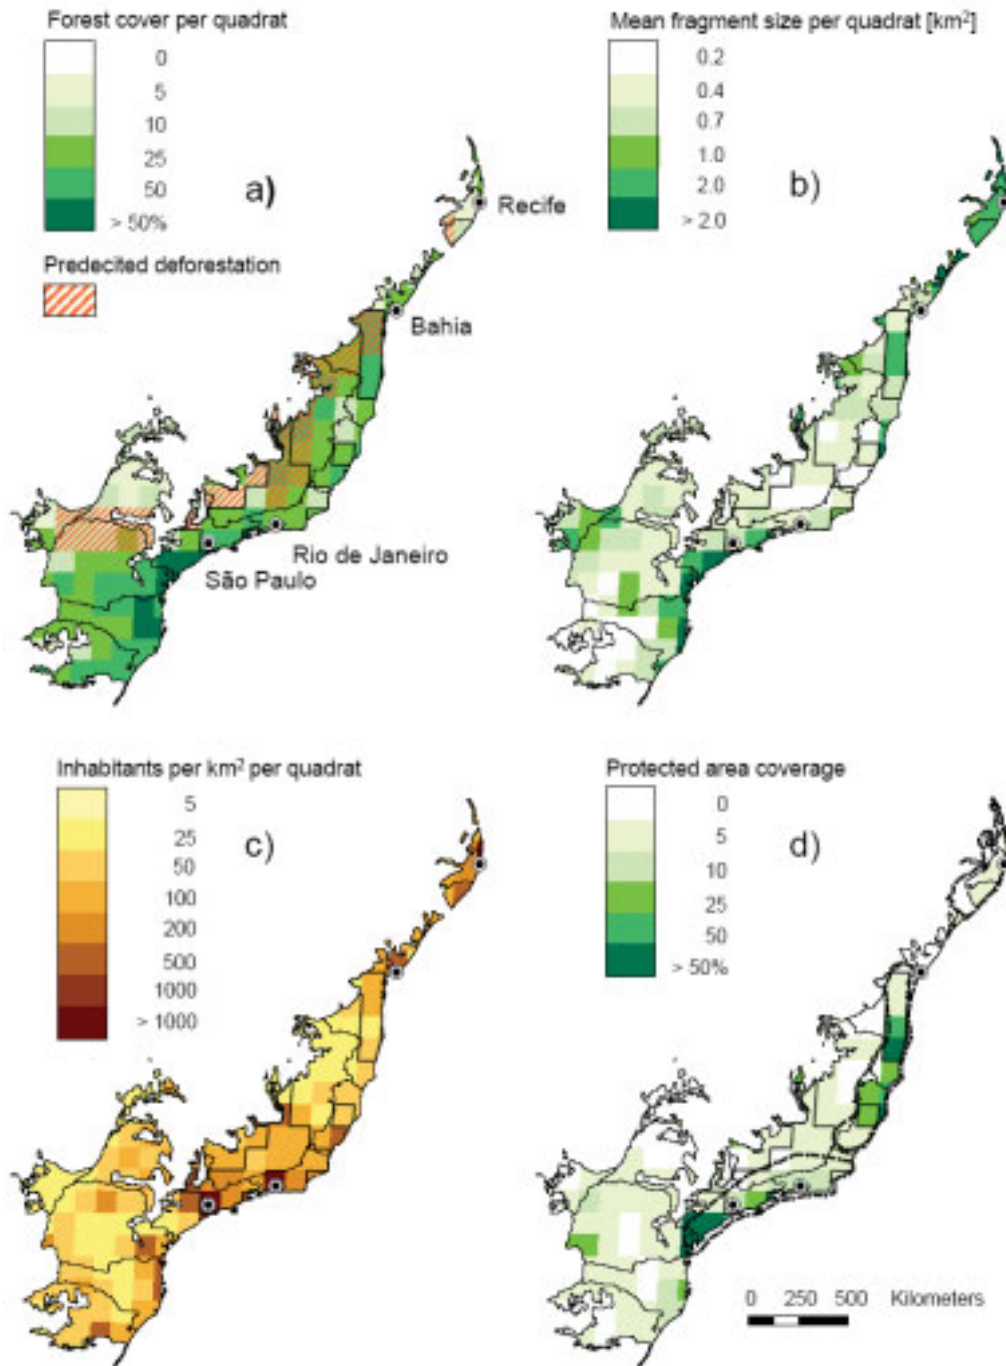 Forest cover per quadrat
0
5
10
25
50
> 50%
a)
Predecited deforestation
Recife
Bahia
Rio de Janeiro
São Paulo
Mean fragment size per quadrat [km²]
0.2
0.4
0.7
1.0
2.0
> 2.0
b)
Inhabitants per km² per quadrat
5
25
50
100
200
500
1000
> 1000
c)
Protected area coverage
0
5
10
25
50
> 50%
d)
0 250 500 Kilometers